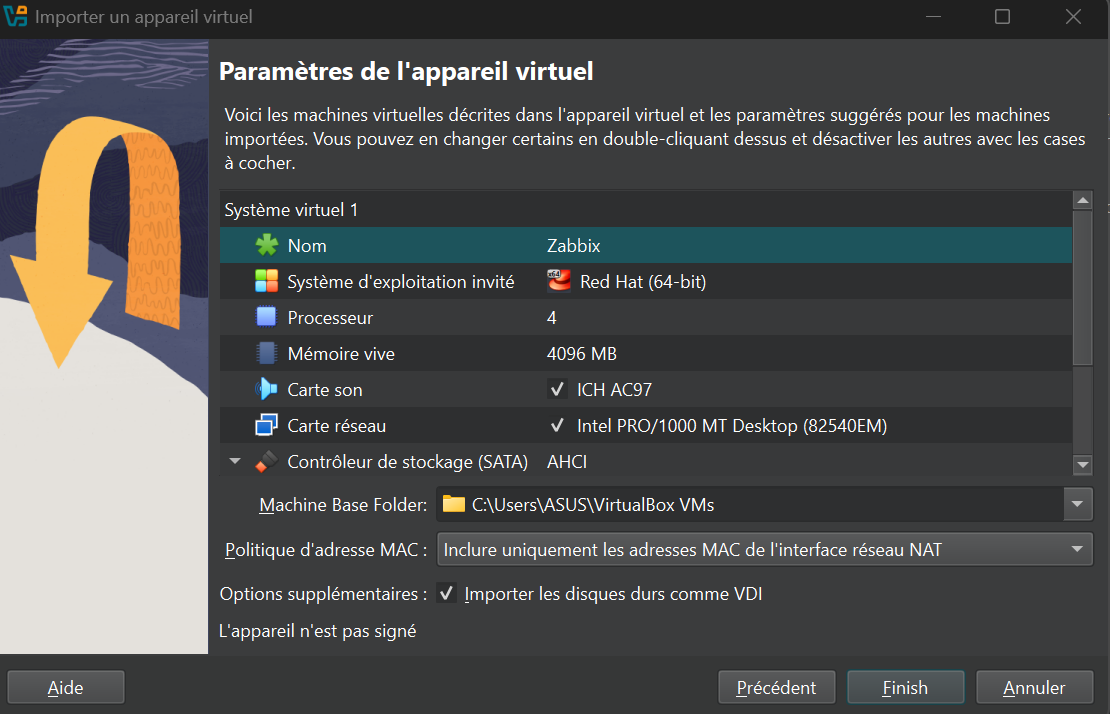 Importer un appareil virtuel
Paramètres de l'appareil virtuel
Voici les machines virtuelles décrites dans l'appareil virtuel et les paramètres suggérés pour les machines
importées. Vous pouvez en changer certains en double-cliquant dessus et désactiver les autres avec les cases
à cocher.
Système virtuel 1
Nom Zabbix
Système d'exploitation invité x64 Red Hat (64-bit)
Processeur 4
Mémoire vive 4096 MB
Carte son ICH AC97
Carte réseau Intel PRO/1000 MT Desktop (82540EM)
Contrôleur de stockage (SATA) AHCI
Machine Base Folder: C:\Users\ASUS\VirtualBox VMs
Politique d'adresse MAC : Inclure uniquement les adresses MAC de l'interface réseau NAT
Options supplémentaires : Importer les disques durs comme VDI
L'appareil n'est pas signé
Aide Précédent Finish Annuler